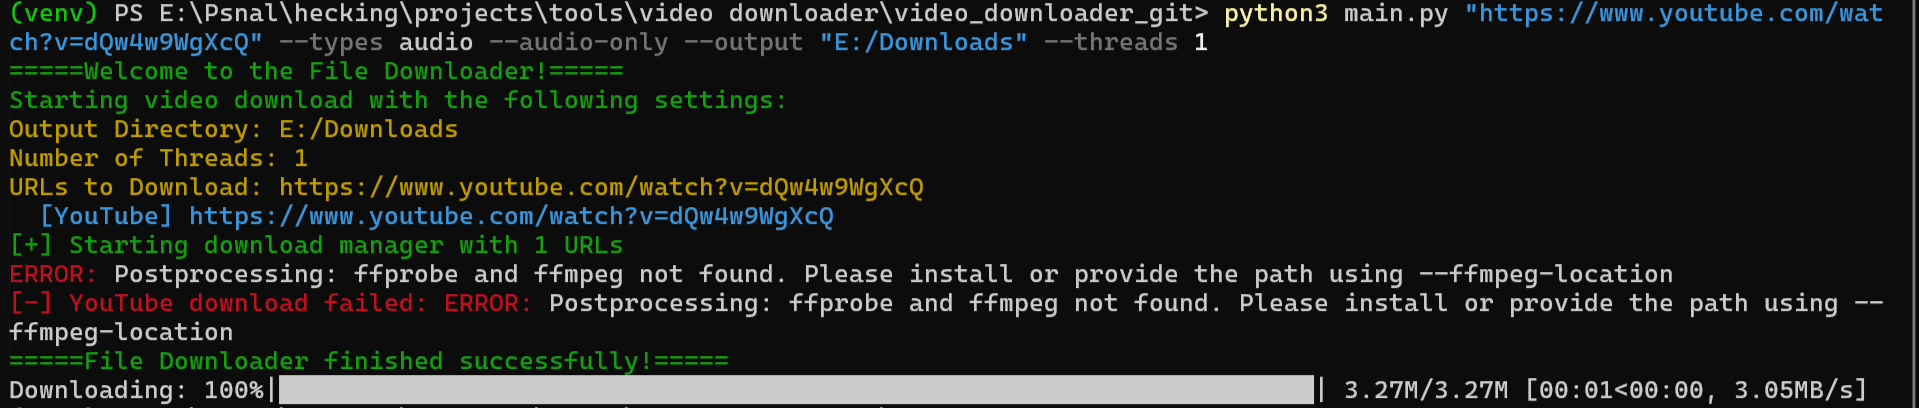 (venv) PS E:\Psnal\hecking\projects\tools\video downloader\video_downloader_git> python3 main.py "https://www.youtube.com/wat
ch?v=dQw4w9WgXcQ" --types audio --audio-only --output "E:/Downloads" --threads 1
=====Welcome to the File Downloader!=====
Starting video download with the following settings:
Output Directory: E:/Downloads
Number of Threads: 1
URLs to Download: https://www.youtube.com/watch?v=dQw4w9WgXcQ
  [YouTube] https://www.youtube.com/watch?v=dQw4w9WgXcQ
[+] Starting download manager with 1 URLs
ERROR: Postprocessing: ffprobe and ffmpeg not found. Please install or provide the path using --ffmpeg-location
[-] YouTube download failed: ERROR: Postprocessing: ffprobe and ffmpeg not found. Please install or provide the path using --
ffmpeg-location
=====File Downloader finished successfully!=====
Downloading: 100%| | 3.27M/3.27M [00:01<00:00, 3.05MB/s]